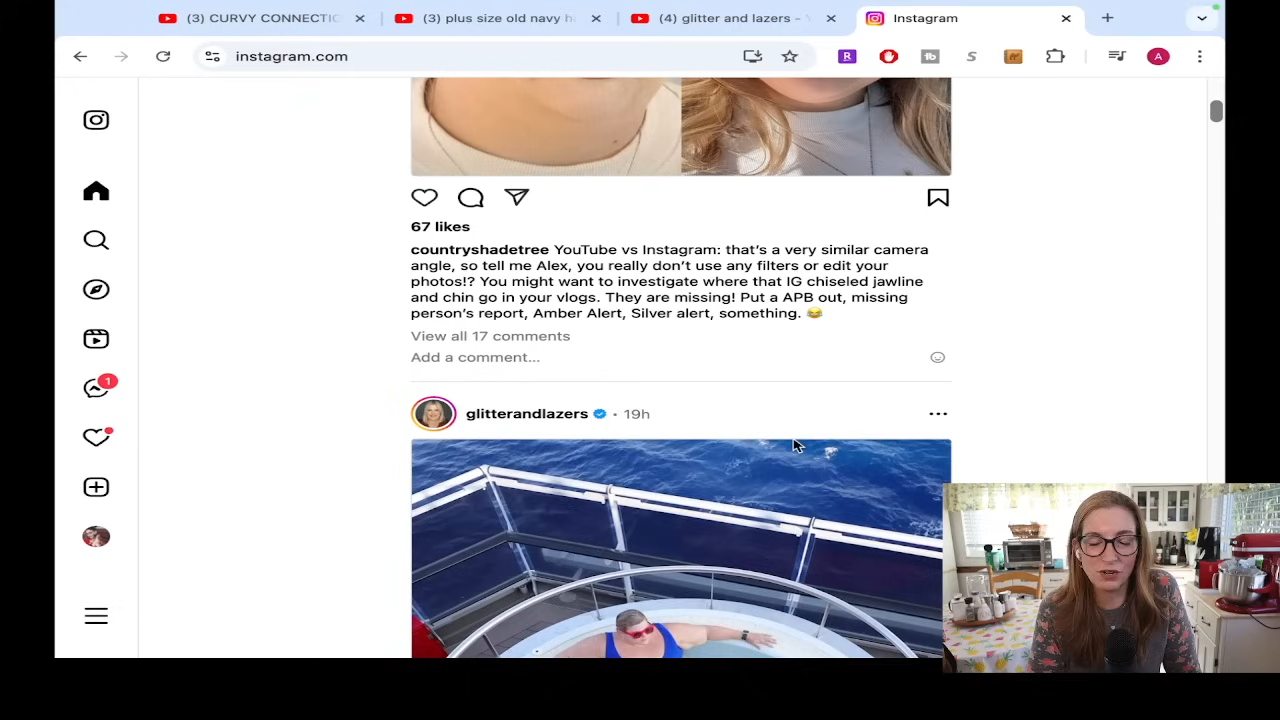 (3) CURVY CONNECTIC
(3) plus size old navy h
(4) glitter and lazers - Y
Instagram
instagram.com
R
tb
S
A
67 likes
countryshadetree YouTube vs Instagram: that's a very similar camera
angle, so tell me Alex, you really don't use any filters or edit your
photos!? You might want to investigate where that IG chiseled jawline
and chin go in your vlogs. They are missing! Put a APB out, missing
person's report, Amber Alert, Silver alert, something. 😂
View all 17 comments
Add a comment...
1
glitterandlazers • 19h